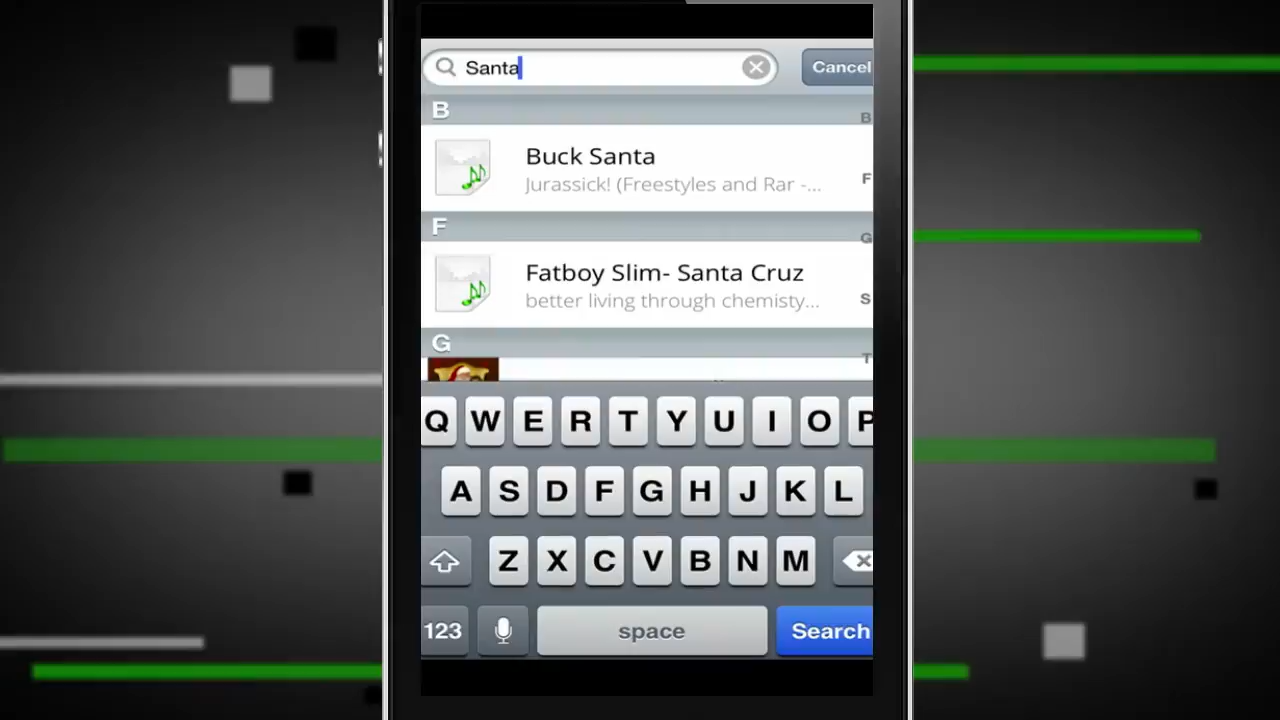 Santa
Cancel
B
Buck Santa
Jurassick! (Freestyles and Rar -...
F
Fatboy Slim- Santa Cruz
better living through chemisty...
G
B
F
G
S
T
Q W E R T Y U I O P
A S D F G H J K L
Z X C V B N M
123 space Search